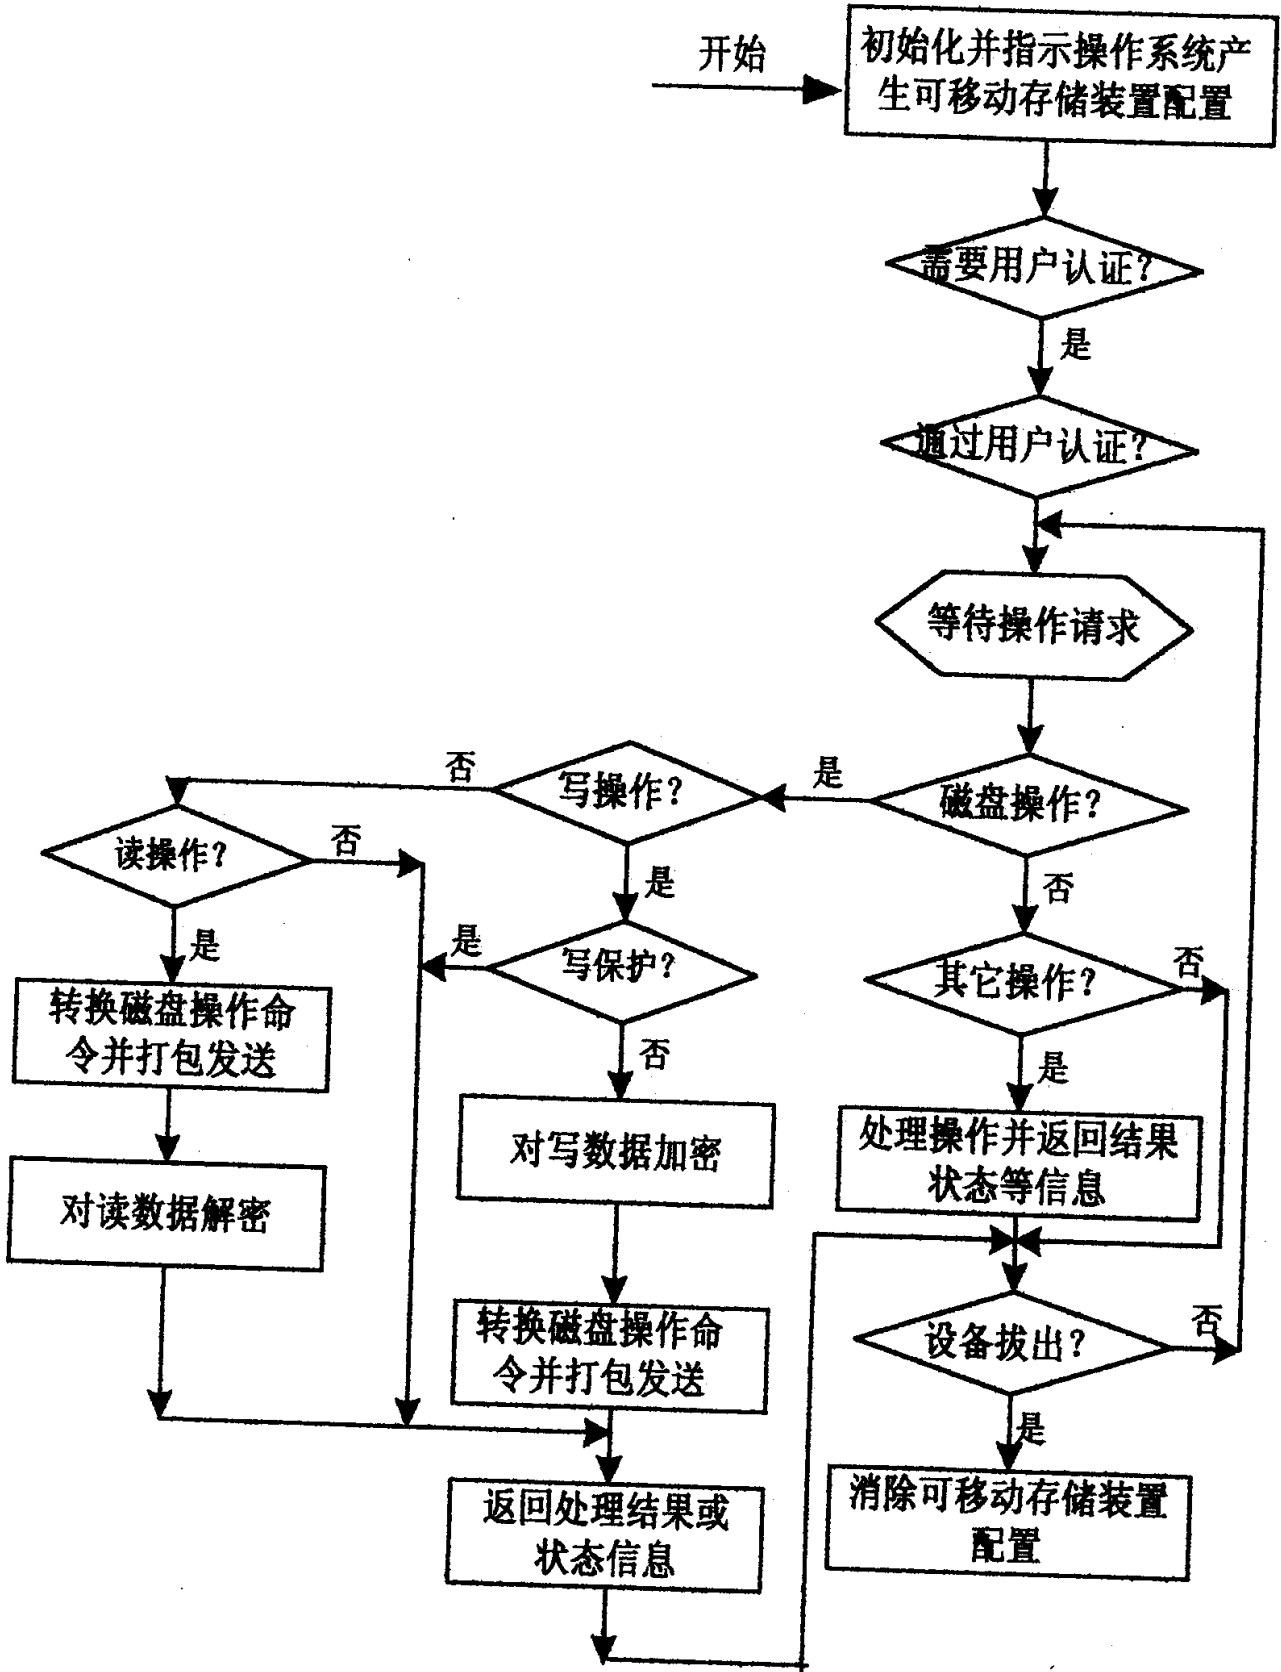 开始
初始化并指示操作系统产
生可移动存储装置配置
需要用户认证？
是
通过用户认证？
等待操作请求
磁盘操作？
是
写操作？
否
读操作？
否
是
转换磁盘操作命
令并打包发送
对读数据解密
是
写保护？
是
否
对写数据加密
转换磁盘操作命
令并打包发送
返回处理结果或
状态信息
否
其它操作？
否
是
处理操作并返回结果
状态等信息
设备拔出？
否
是
消除可移动存储装置
配置